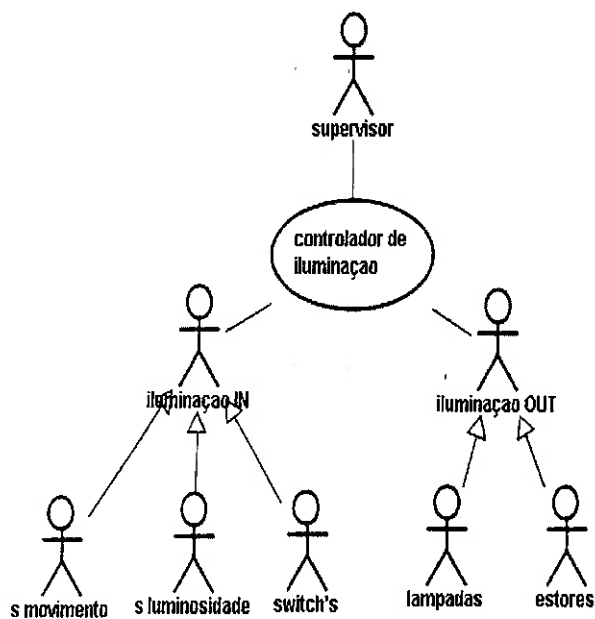 supervisor
controlador de
iluminaçao
iluminaçao IN
iluminaçao OUT
s movimento
s luminosidade
switch's
lampadas
estores